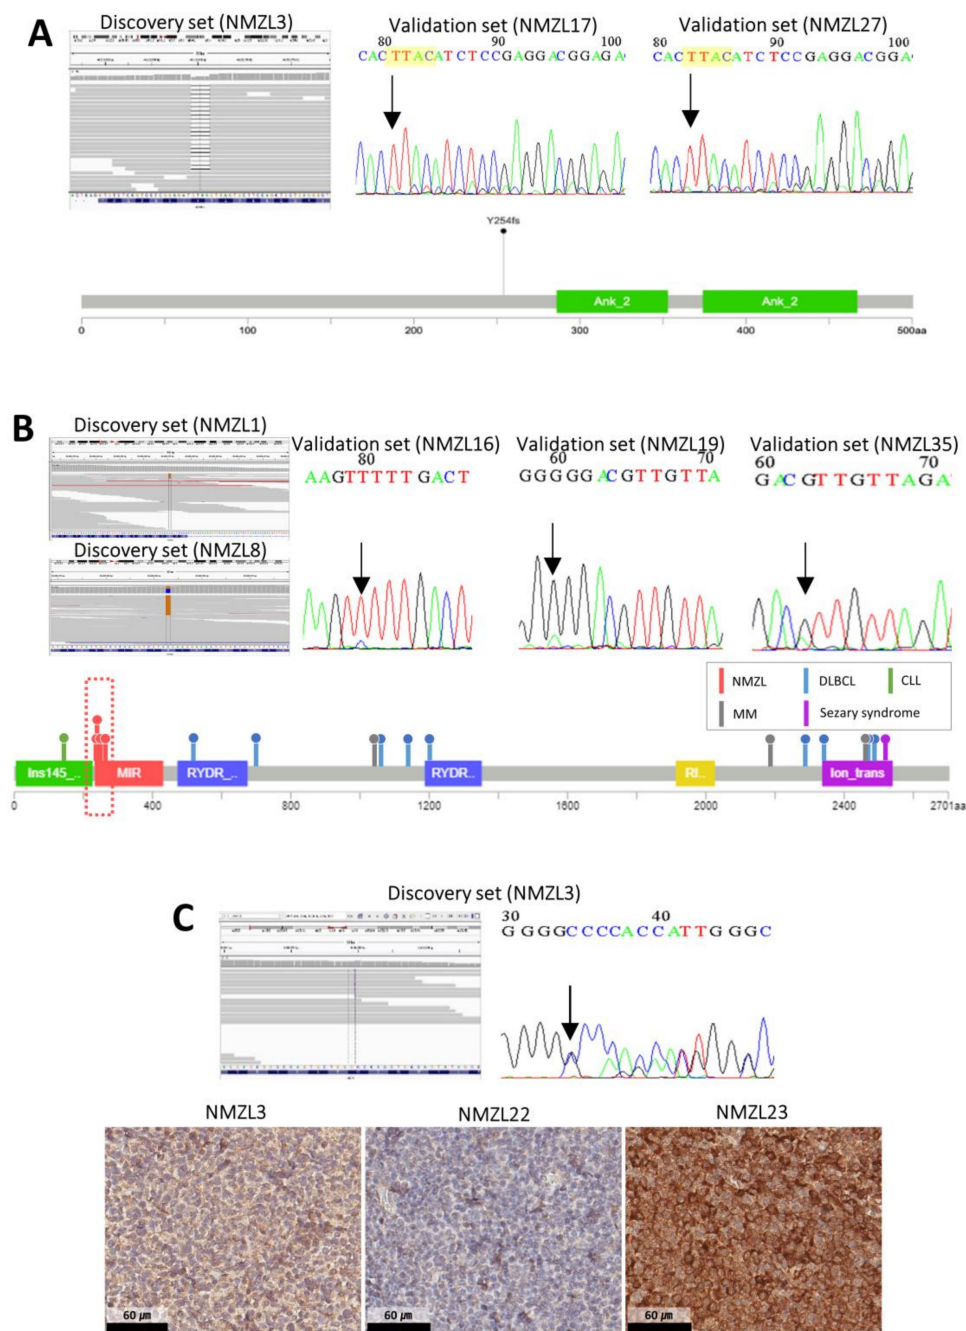 A
Discovery set (NMZL3)
Validation set (NMZL17)
80 90 100
CACTTACATCTCCGAGGACGGAGA
Validation set (NMZL27)
80 90 100
CACTTACATCTCCGAGGACGGA
Y254fs
Ank_2 Ank_2
0 100 200 300 400 500aa
B
Discovery set (NMZL1)
Discovery set (NMZL8)
Validation set (NMZL16)
80
AAGTTTTTGACT
Validation set (NMZL19)
60 70
GGGGGACGTTGTTA
Validation set (NMZL35)
60 70
GACGTTGTTAGA
NMZL DLBCL CLL
MM Sezary syndrome
Ins145_.. MIR RYDR_.. RYDR.. RI.. Ion_trans
0 400 800 1200 1600 2000 2400 2701aa
C
Discovery set (NMZL3)
30 40
GGGGCCCCACCATTGGGC
NMZL3 NMZL22 NMZL23
60 μm 60 μm 60 μm